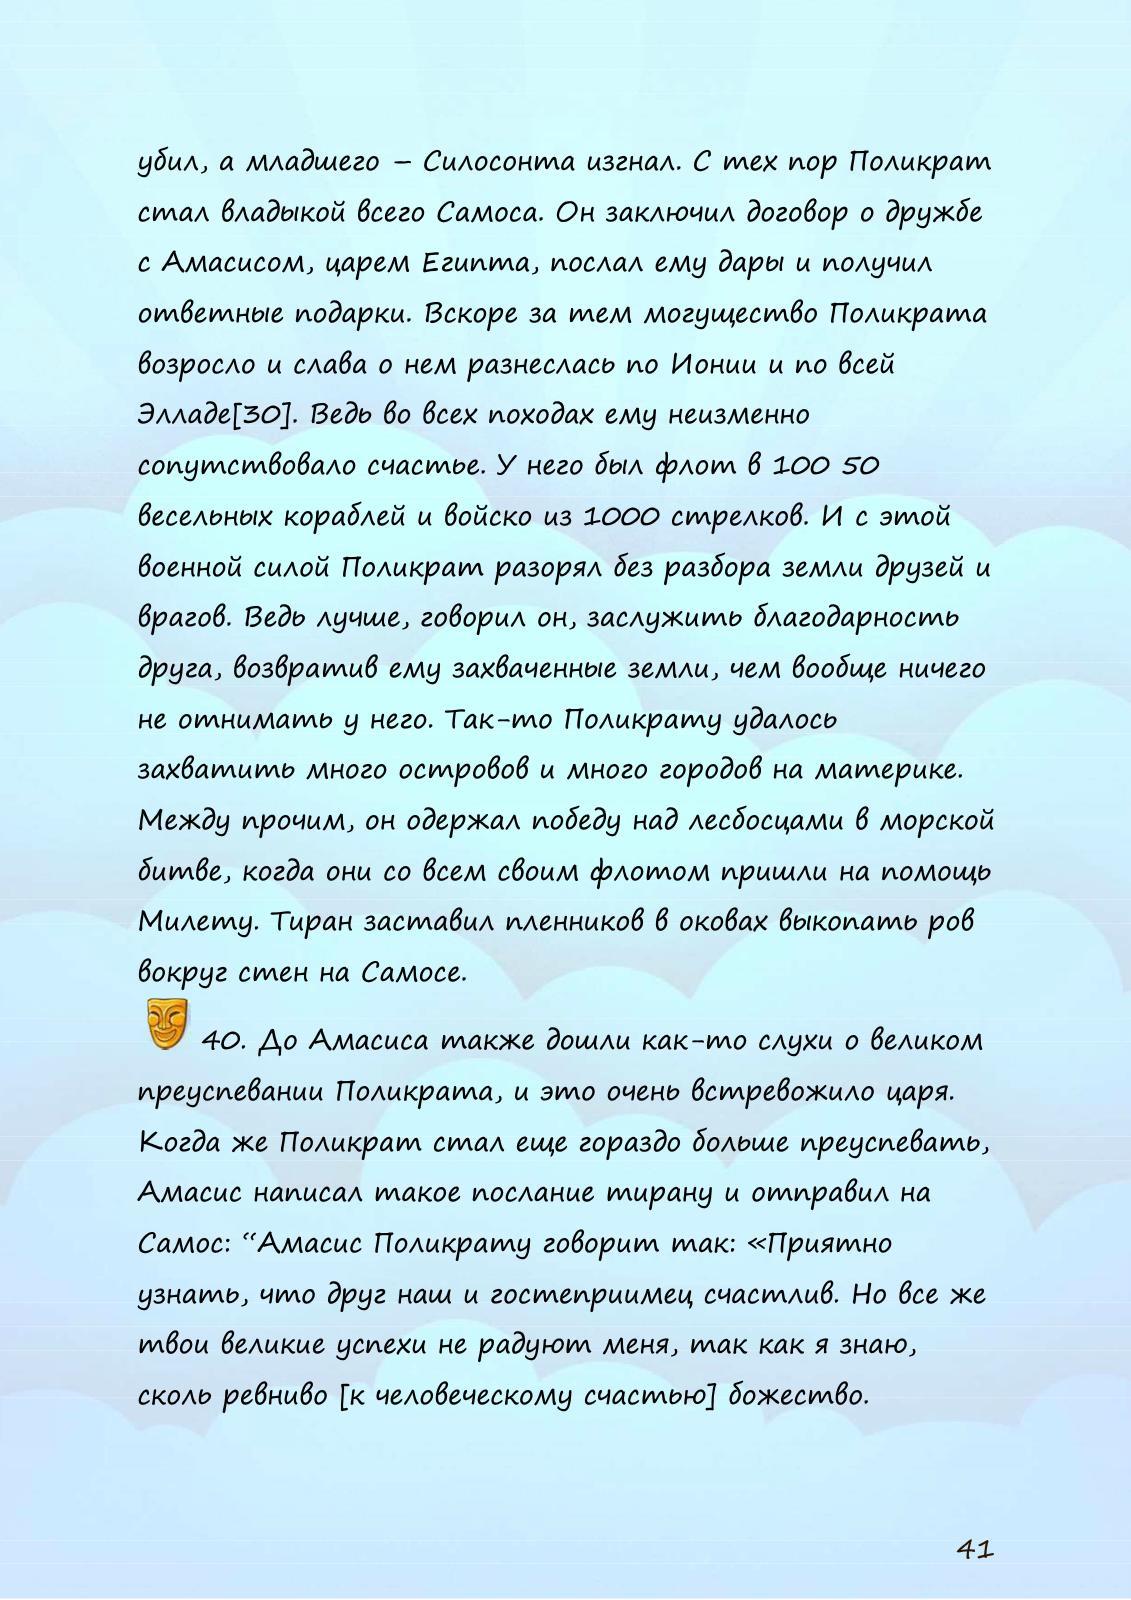 убил, а младшего – Силосонта изгнал. С тех пор Поликрат
стал владыкой всего Самоса. Он заключил договор о дружбе
с Амасисом, царем Египта, послал ему дары и получил
ответные подарки. Вскоре за тем могущество Поликрата
возросло и слава о нем разнеслась по Ионии и по всей
Элладе[30]. Ведь во всех походах ему неизменно
сопутствовало счастье. У него был флот в 100 50
весельных кораблей и войско из 1000 стрелков. И с этой
военной силой Поликрат разорял без разбора земли друзей и
врагов. Ведь лучше, говорил он, заслужить благодарность
друга, возвратив ему захваченные земли, чем вообще ничего
не отнимать у него. Так-то Поликрату удалось
захватить много островов и много городов на материке.
Между прочим, он одержал победу над лесбосцами в морской
битве, когда они со всем своим флотом пришли на помощь
Милету. Тиран заставил пленников в оковах выкопать ров
вокруг стен на Самосе.
40. До Амасиса также дошли как-то слухи о великом
преуспевании Поликрата, и это очень встревожило царя.
Когда же Поликрат стал еще гораздо больше преуспевать,
Амасис написал такое послание тирану и отправил на
Самос: “Амасис Поликрату говорит так: «Приятно
узнать, что друг наш и гостеприимец счастлив. Но все же
твои великие успехи не радуют меня, так как я знаю,
сколь ревниво [к человеческому счастью] божество.
41